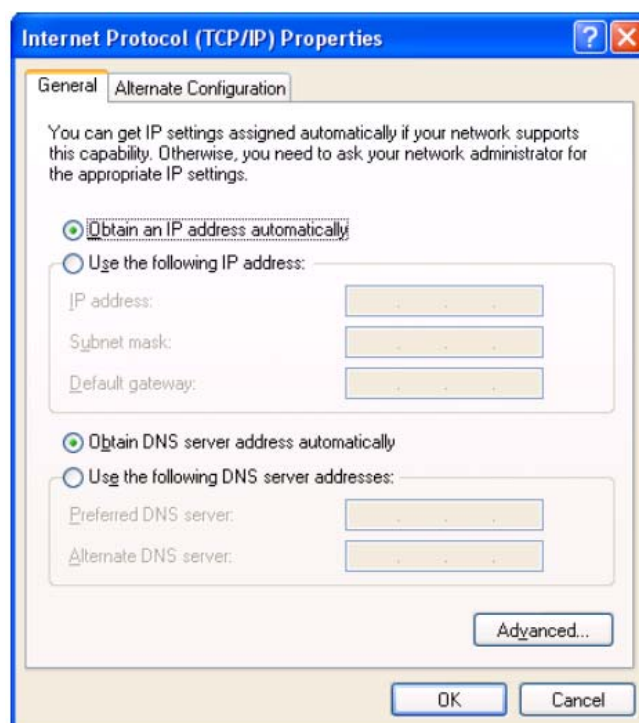 Internet Protocol (TCP/IP) Properties
General
Alternate Configuration
You can get IP settings assigned automatically if your network supports
this capability. Otherwise, you need to ask your network administrator for
the appropriate IP settings.
Obtain an IP address automatically
Use the following IP address:
IP address:
Subnet mask:
Default gateway:
Obtain DNS server address automatically
Use the following DNS server addresses:
Preferred DNS server:
Alternate DNS server:
Advanced...
OK
Cancel